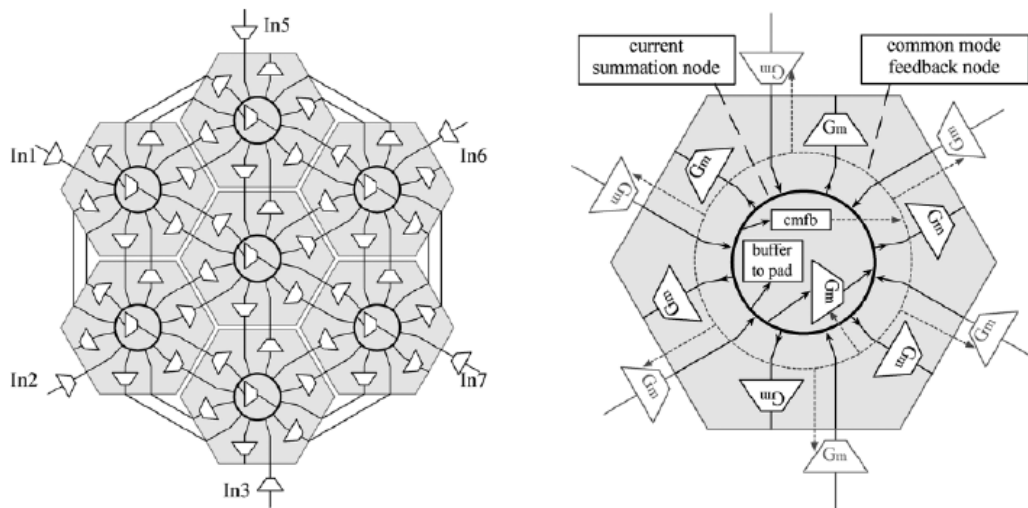 In5
In1
In6
In2
In7
In3
current
summation node
common mode
feedback node
Gm
Gm
Gm
Gm
Gm
Gm
cmfb
buffer
to pad
Gm
Gm
Gm
Gm
Gm
Gm
Gm
Gm